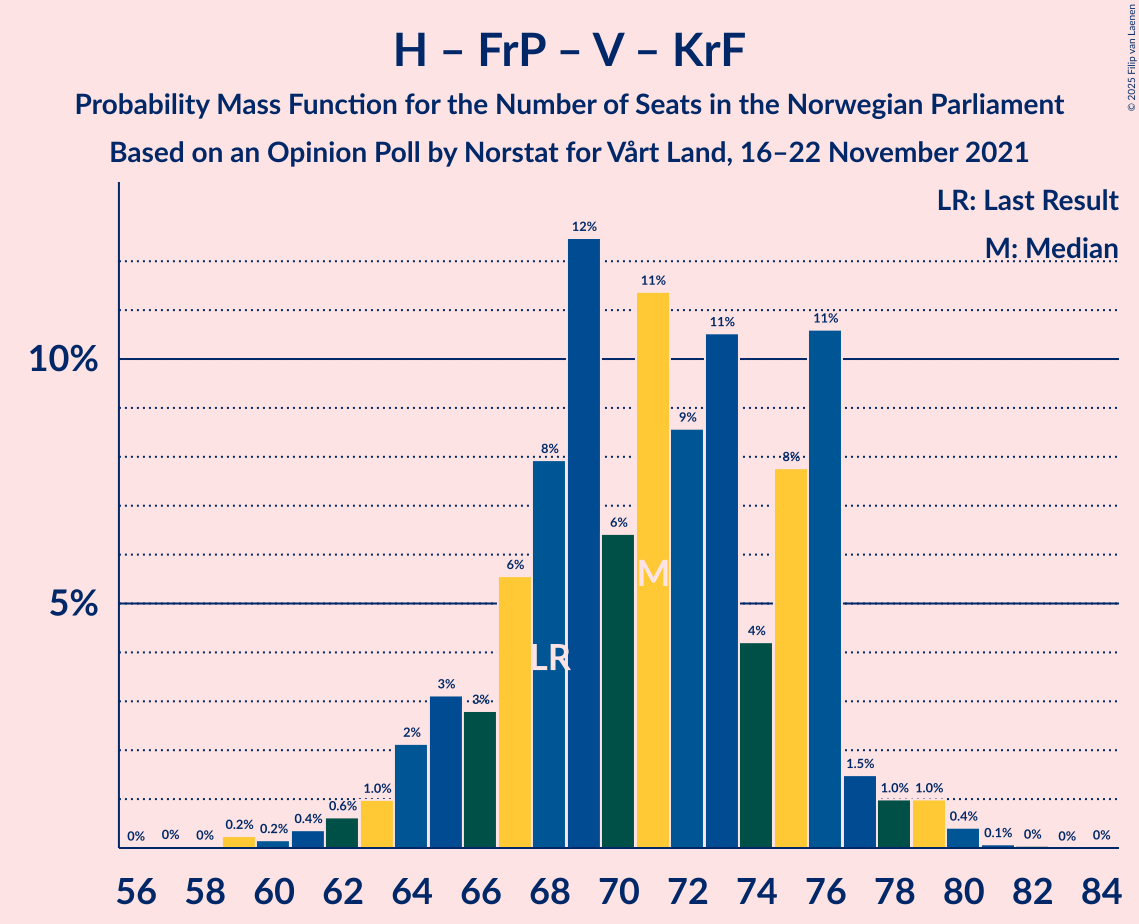 H – FrP – V – KrF
Probability Mass Function for the Number of Seats in the Norwegian Parliament
Based on an Opinion Poll by Norstat for Vårt Land, 16–22 November 2021
© 2025 Filip van Laenen
LR: Last Result
M: Median
10%
5%
0% 0% 0% 0.2% 0.2% 0.4% 0.6% 1.0% 2% 3% 3% 6% 8% 12% 6% 11% 9% 11% 4% 8% 11% 1.5% 1.0% 1.0% 0.4% 0.1% 0% 0% 0%
LR
M
56 58 60 62 64 66 68 70 72 74 76 78 80 82 84